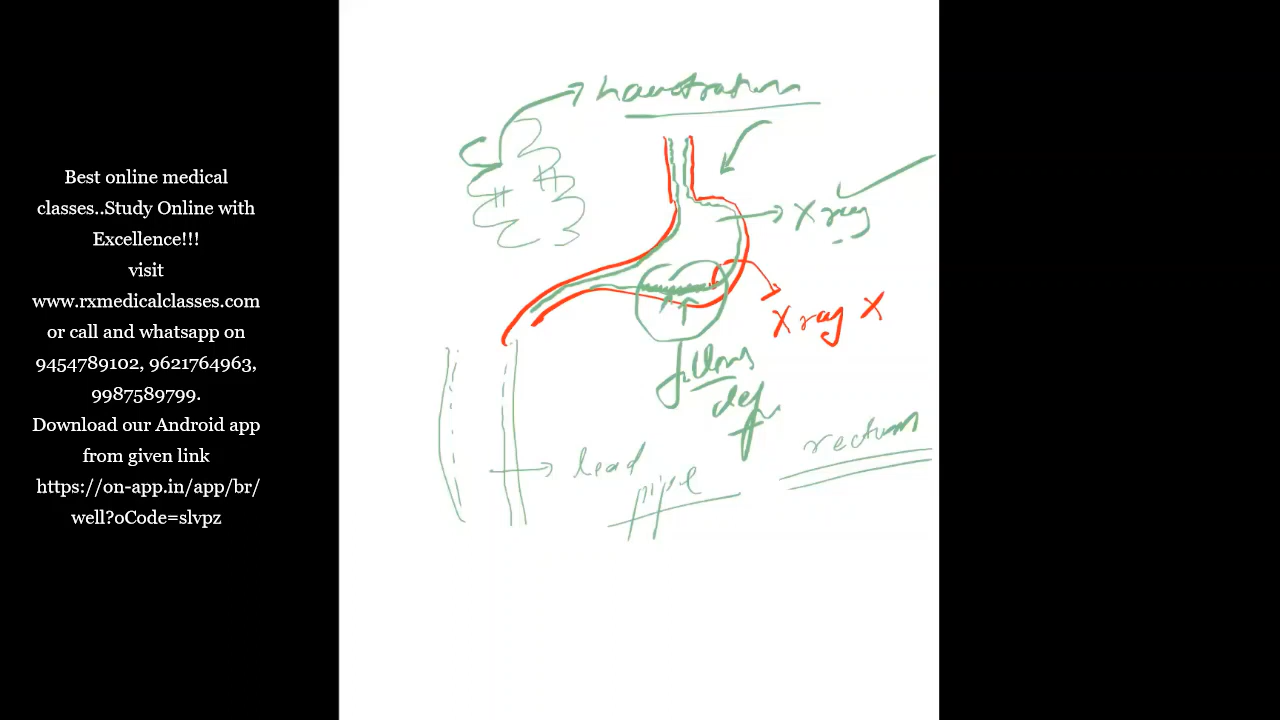 Best online medical
classes..Study Online with
Excellence!!!
visit
www.rxmedicalclasses.com
or call and whatsapp on
9454789102, 9621764963,
9987589799.
Download our Android app
from given link
https://on-app.in/app/br/
well?oCode=slvpz
haustration
X ray
X ray X
filling
def
rectum
lead
pipe